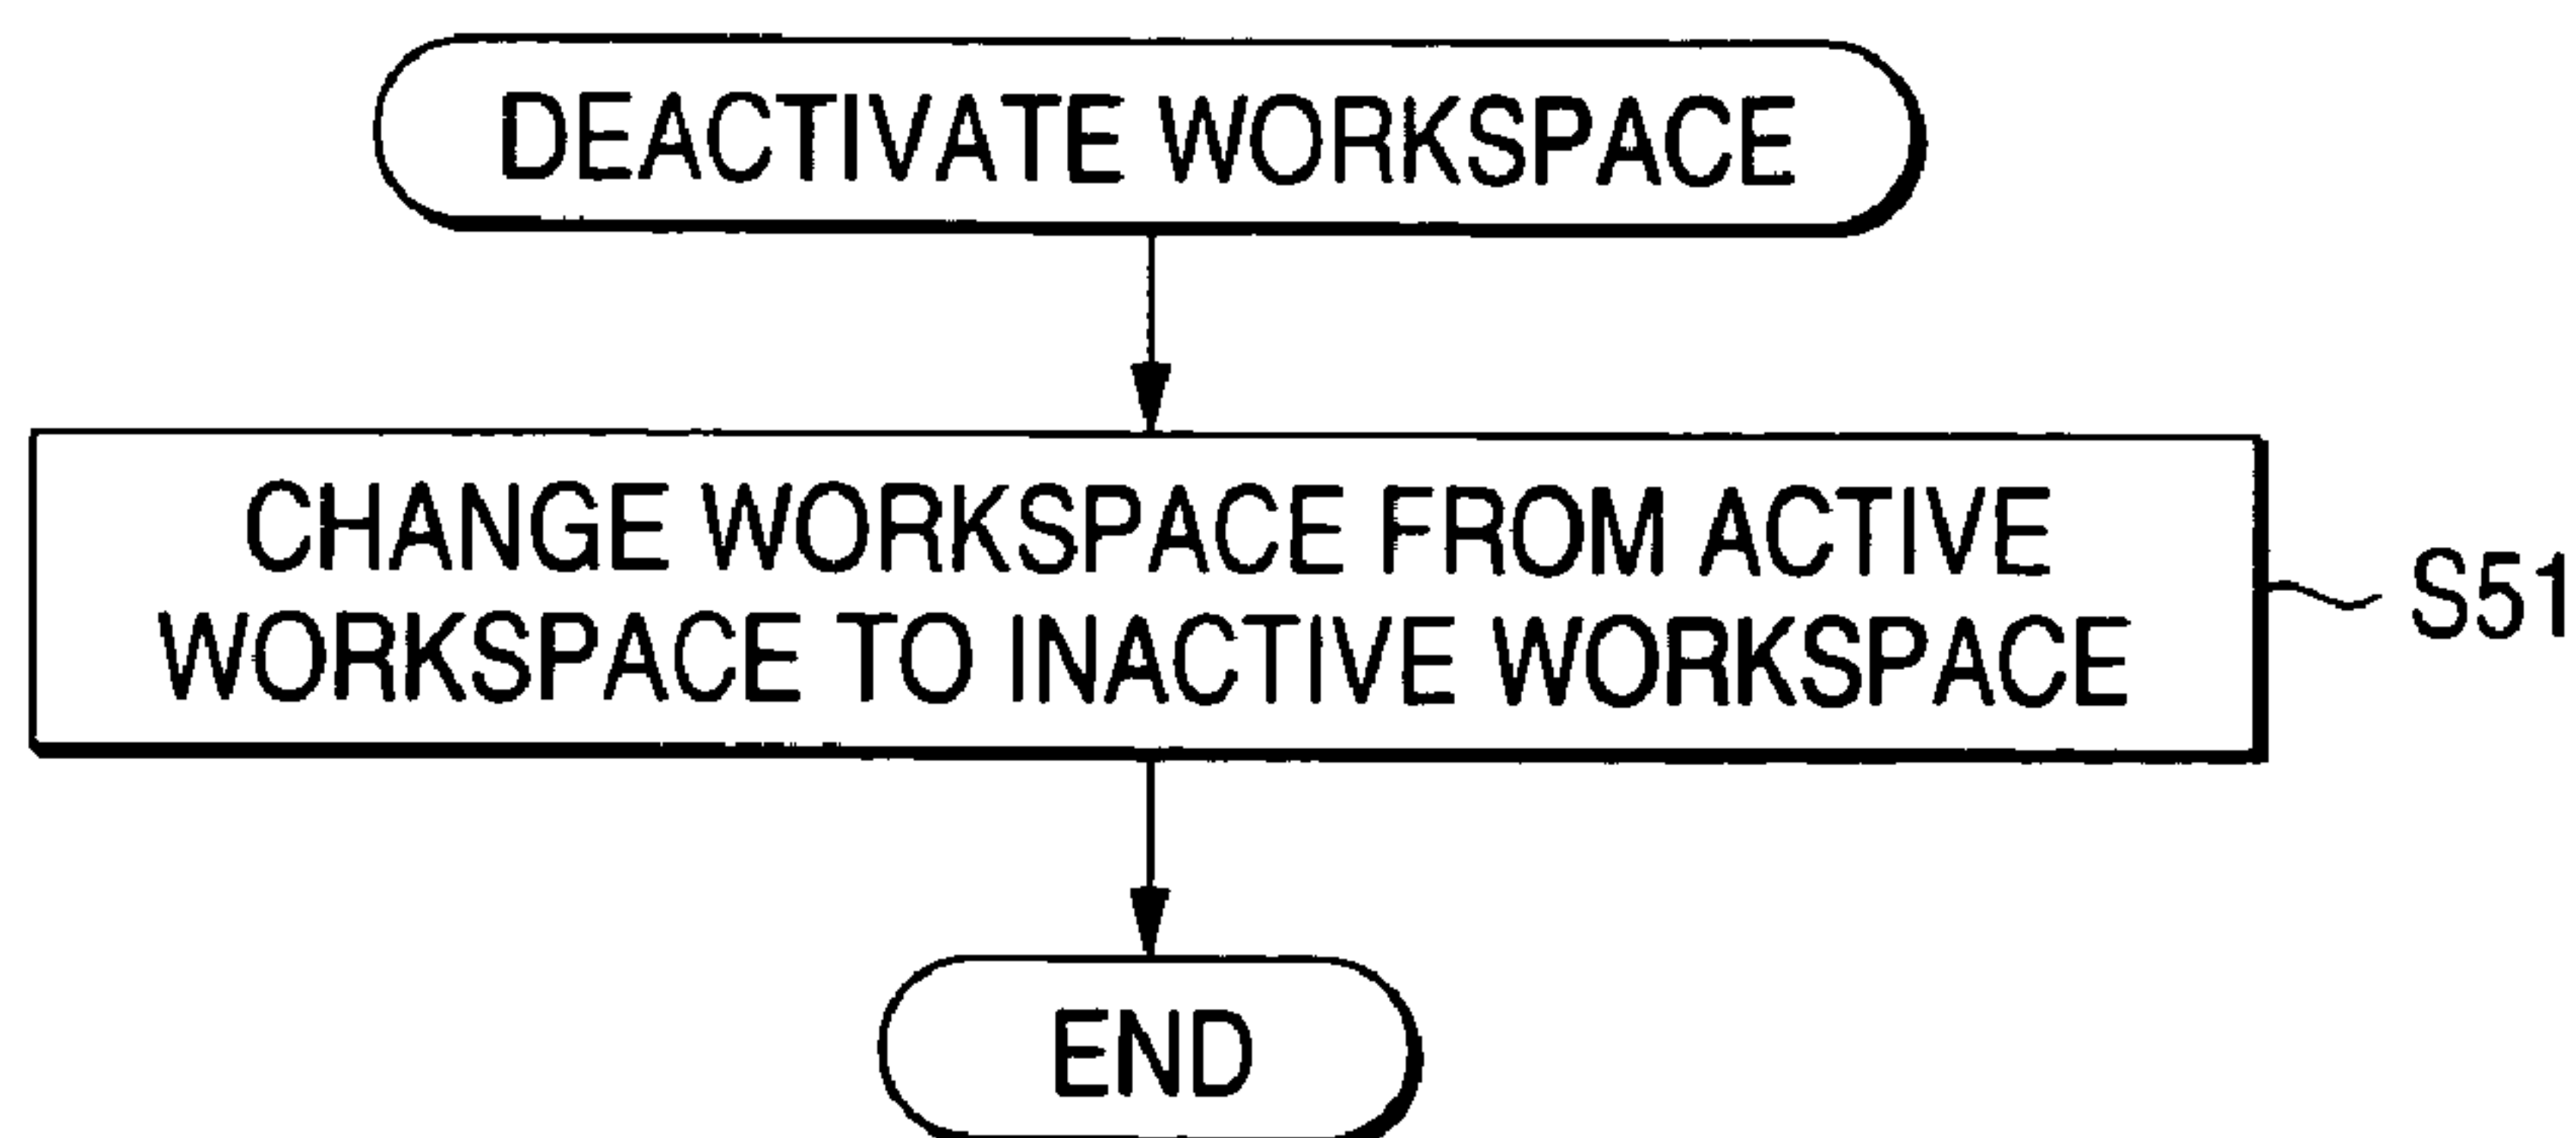 DEACTIVATE WORKSPACE
CHANGE WORKSPACE FROM ACTIVE
WORKSPACE TO INACTIVE WORKSPACE
S51
END